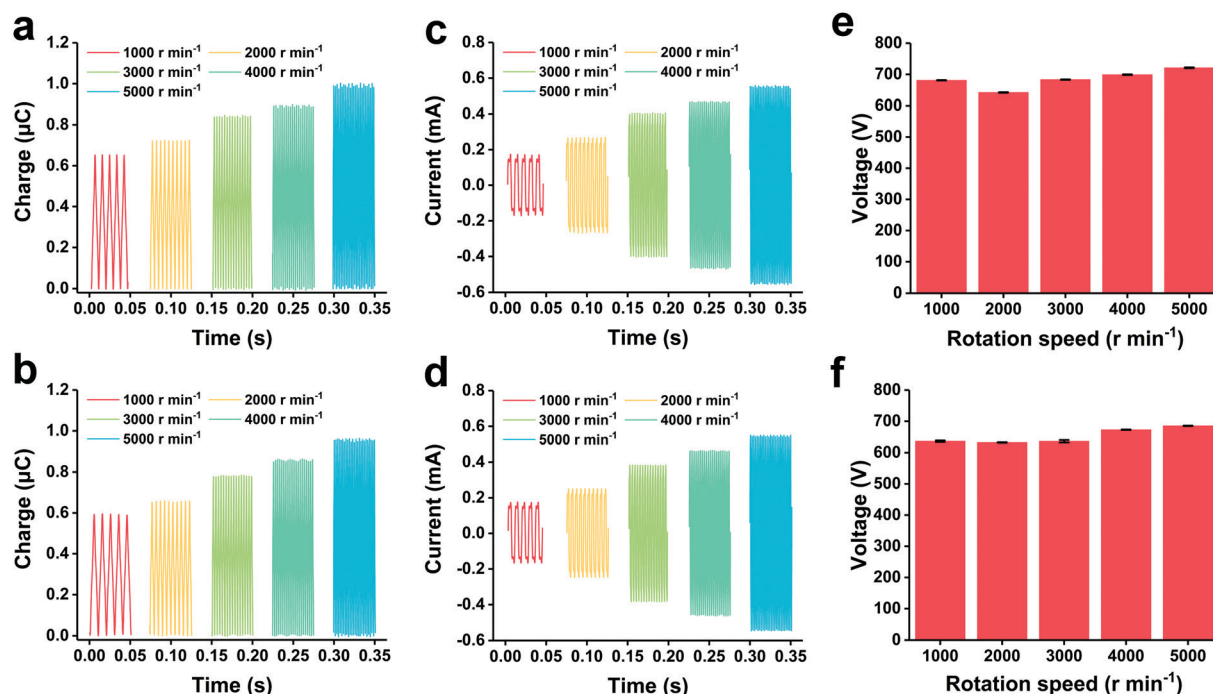 a
1.2
1.0
0.8
0.6
0.4
0.2
0.0
Charge (µC)
1000 r min⁻¹ 2000 r min⁻¹
3000 r min⁻¹ 4000 r min⁻¹
5000 r min⁻¹
0.00 0.05 0.10 0.15 0.20 0.25 0.30 0.35
Time (s)
c
0.8
0.6
0.4
0.2
0.0
-0.2
-0.4
-0.6
Current (mA)
1000 r min⁻¹ 2000 r min⁻¹
3000 r min⁻¹ 4000 r min⁻¹
5000 r min⁻¹
0.00 0.05 0.10 0.15 0.20 0.25 0.30 0.35
Time (s)
e
800
700
600
500
400
300
200
100
0
Voltage (V)
1000 2000 3000 4000 5000
Rotation speed (r min⁻¹)
b
1.2
1.0
0.8
0.6
0.4
0.2
0.0
Charge (µC)
1000 r min⁻¹ 2000 r min⁻¹
3000 r min⁻¹ 4000 r min⁻¹
5000 r min⁻¹
0.00 0.05 0.10 0.15 0.20 0.25 0.30 0.35
Time (s)
d
0.8
0.6
0.4
0.2
0.0
-0.2
-0.4
-0.6
Current (mA)
1000 r min⁻¹ 2000 r min⁻¹
3000 r min⁻¹ 4000 r min⁻¹
5000 r min⁻¹
0.00 0.05 0.10 0.15 0.20 0.25 0.30 0.35
Time (s)
f
800
700
600
500
400
300
200
100
0
Voltage (V)
1000 2000 3000 4000 5000
Rotation speed (r min⁻¹)